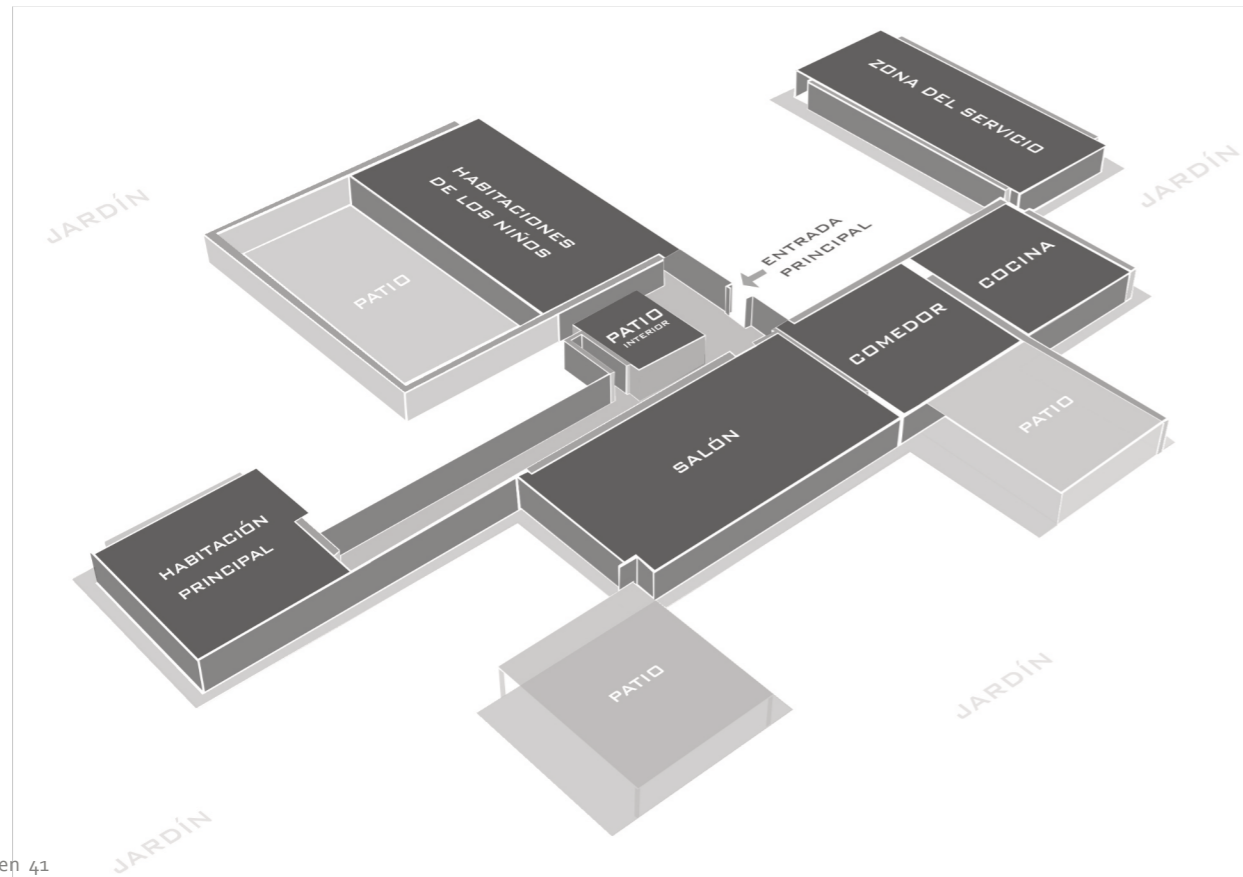 ZONA DEL SERVICIO
JARDÍN
HABITACIONES
DE LOS NIÑOS
JARDÍN
ENTRADA
PRINCIPAL
COCINA
PATIO
PATIO
INTERIOR
COMEDOR
PATIO
SALÓN
HABITACIÓN
PRINCIPAL
PATIO
JARDÍN
JARDÍN
en 41